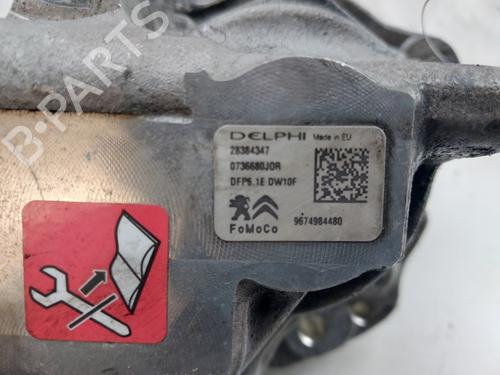 B-PARTS
DELPHI Made in EU
28384347
0736680JOR
DFP6.1E DW10F
FoMoCo
9674984480